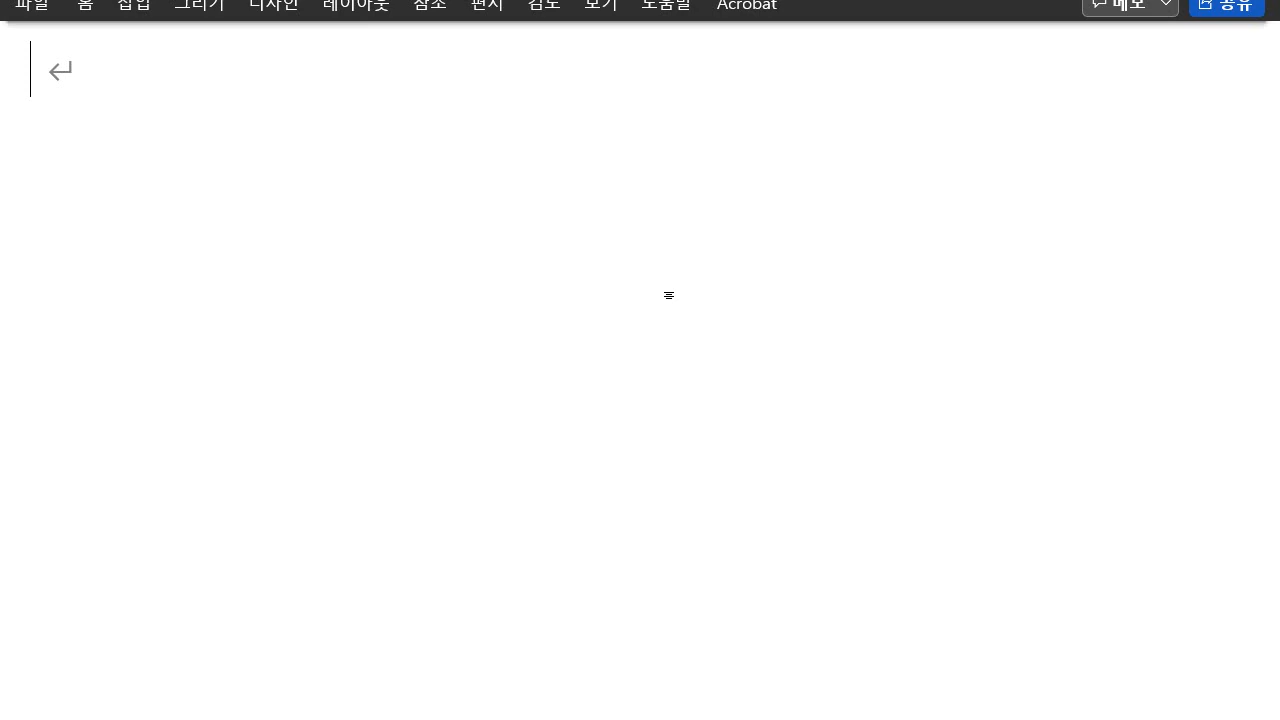 파일 홈 삽입 그리기 디자인 레이아웃 참조 편지 검토 보기 도움말 Acrobat 메모 공유